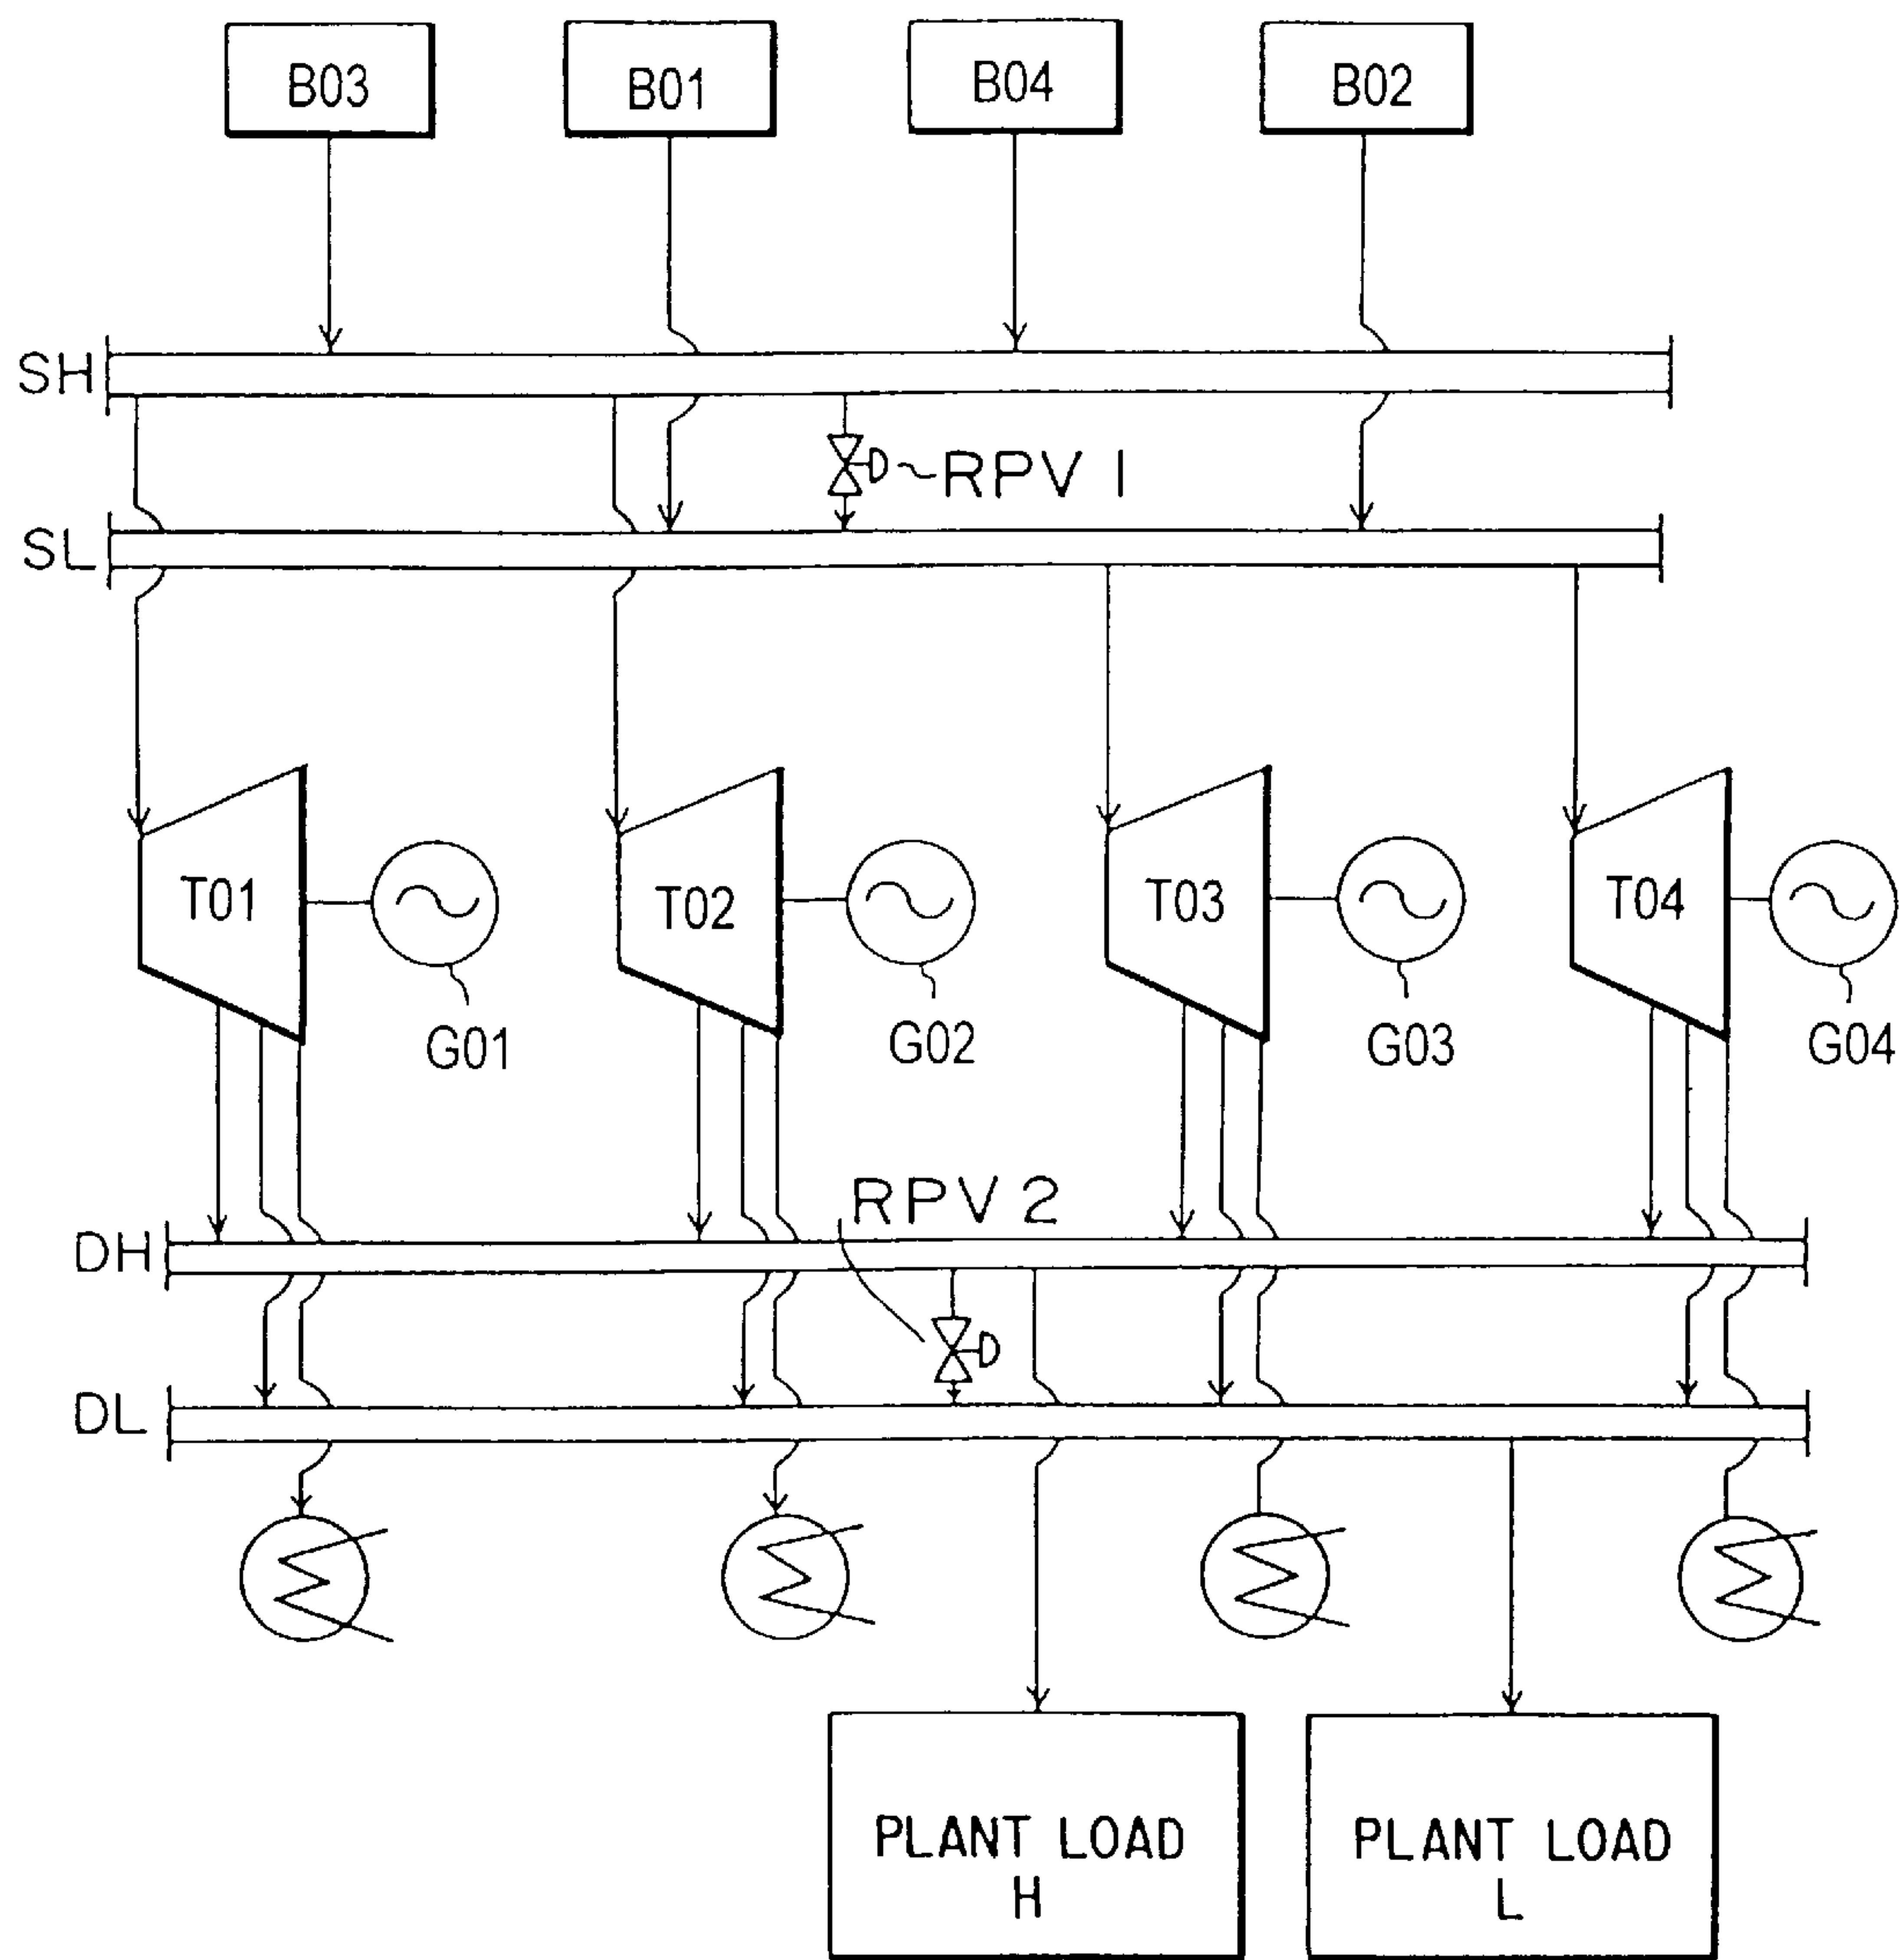 B03
B01
B04
B02
SH
RPV 1
SL
T01
T02
T03
T04
G01
G02
G03
G04
RPV 2
DH
DL
PLANT LOAD
H
PLANT LOAD
L